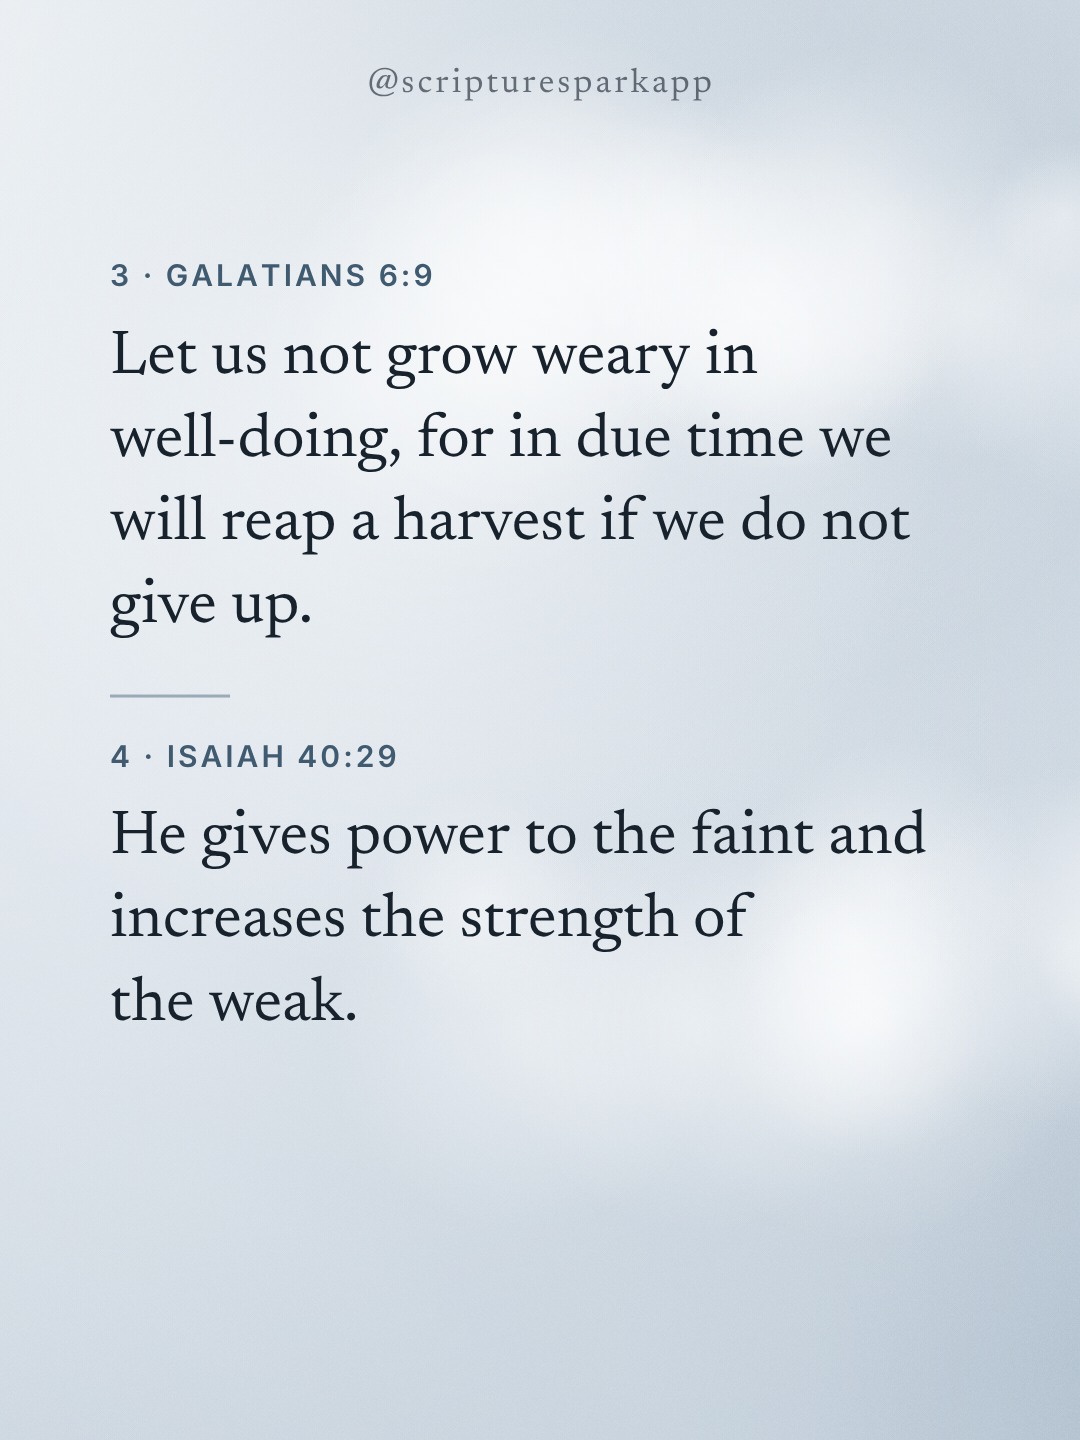 @scripturesparkapp
3 · GALATIANS 6:9
Let us not grow weary in
well-doing, for in due time we
will reap a harvest if we do not
give up.
4 · ISAIAH 40:29
He gives power to the faint and
increases the strength of
the weak.